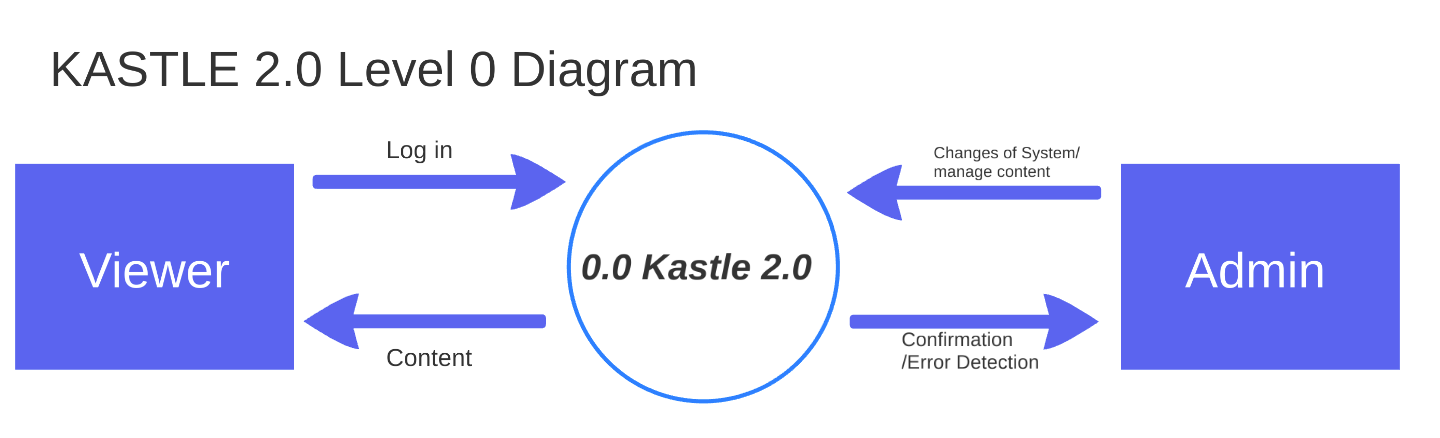 KASTLE 2.0 Level 0 Diagram
Log in
Changes of System/
manage content
Viewer
0.0 Kastle 2.0
Admin
Content
Confirmation
/Error Detection